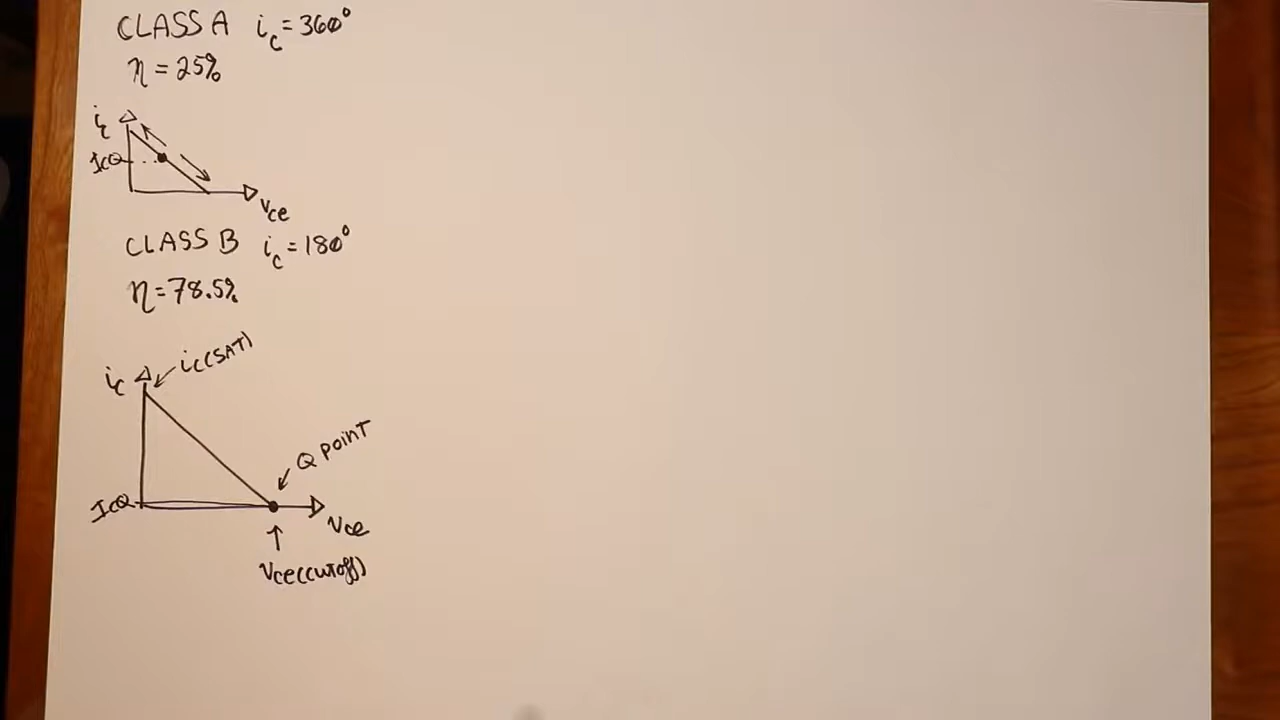 CLASS A ic = 360°
η = 25%
ic
ICQ
Vce
CLASS B ic = 180°
η = 78.5%
ic(SAT)
ic
Q POINT
ICQ
Vce
Vce(cutoff)